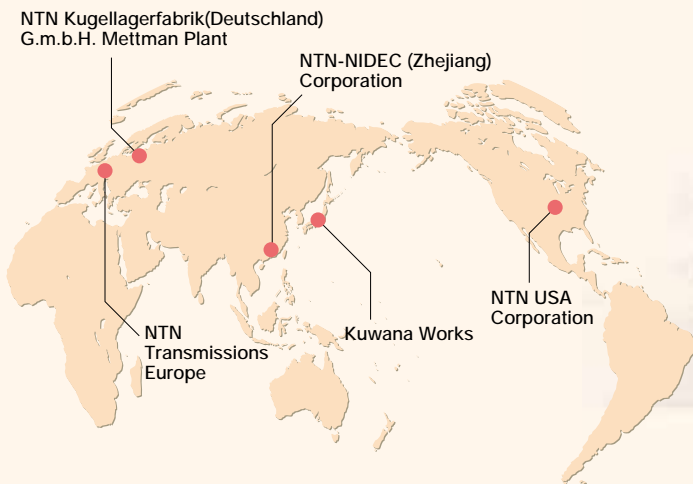 NTN Kugellagerfabrik(Deutschland)
G.m.b.H. Mettman Plant
NTN-NIDEC (Zhejiang)
Corporation
NTN USA
Corporation
Kuwana Works
NTN
Transmissions
Europe